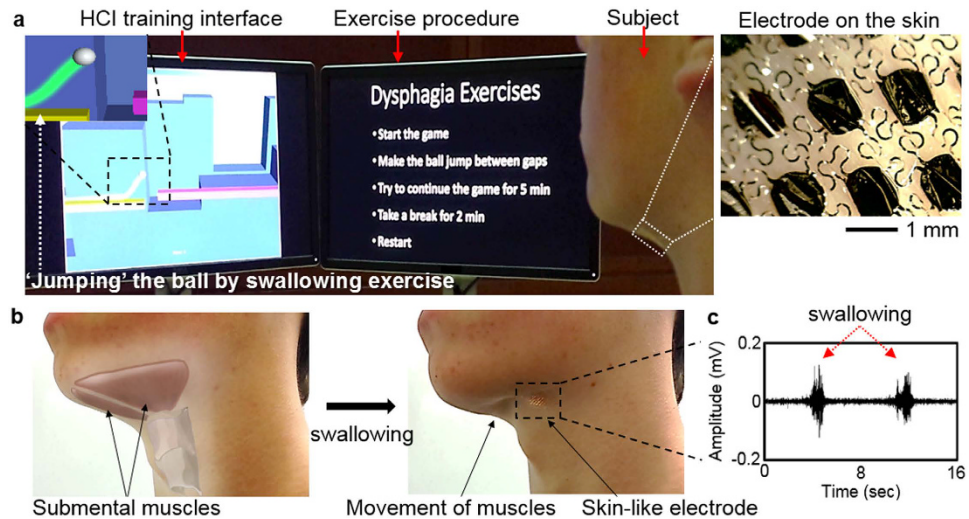 a
HCI training interface
Exercise procedure
Subject
Electrode on the skin
Dysphagia Exercises
•Start the game
•Make the ball jump between gaps
•Try to continue the game for 5 min
•Take a break for 2 min
•Restart
1 mm
'Jumping' the ball by swallowing exercise
b
swallowing
Submental muscles
Movement of muscles
Skin-like electrode
c
swallowing
Amplitude (mV)
0.2
0
-0.2
0
8
16
Time (sec)